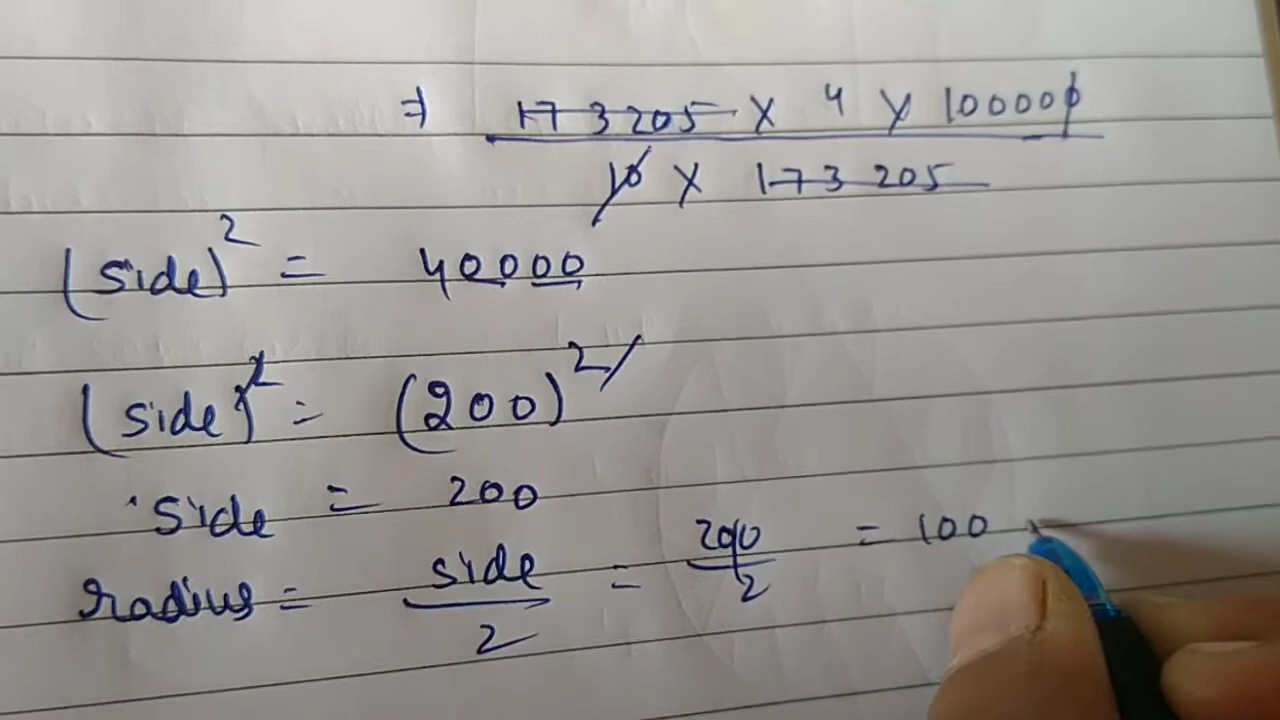 ⇒ 173205 X 4 X 100000
10 X 173205
(side)² = 40000
(side)² = (200)²
side = 200
radius = side/2 = 200/2 = 100